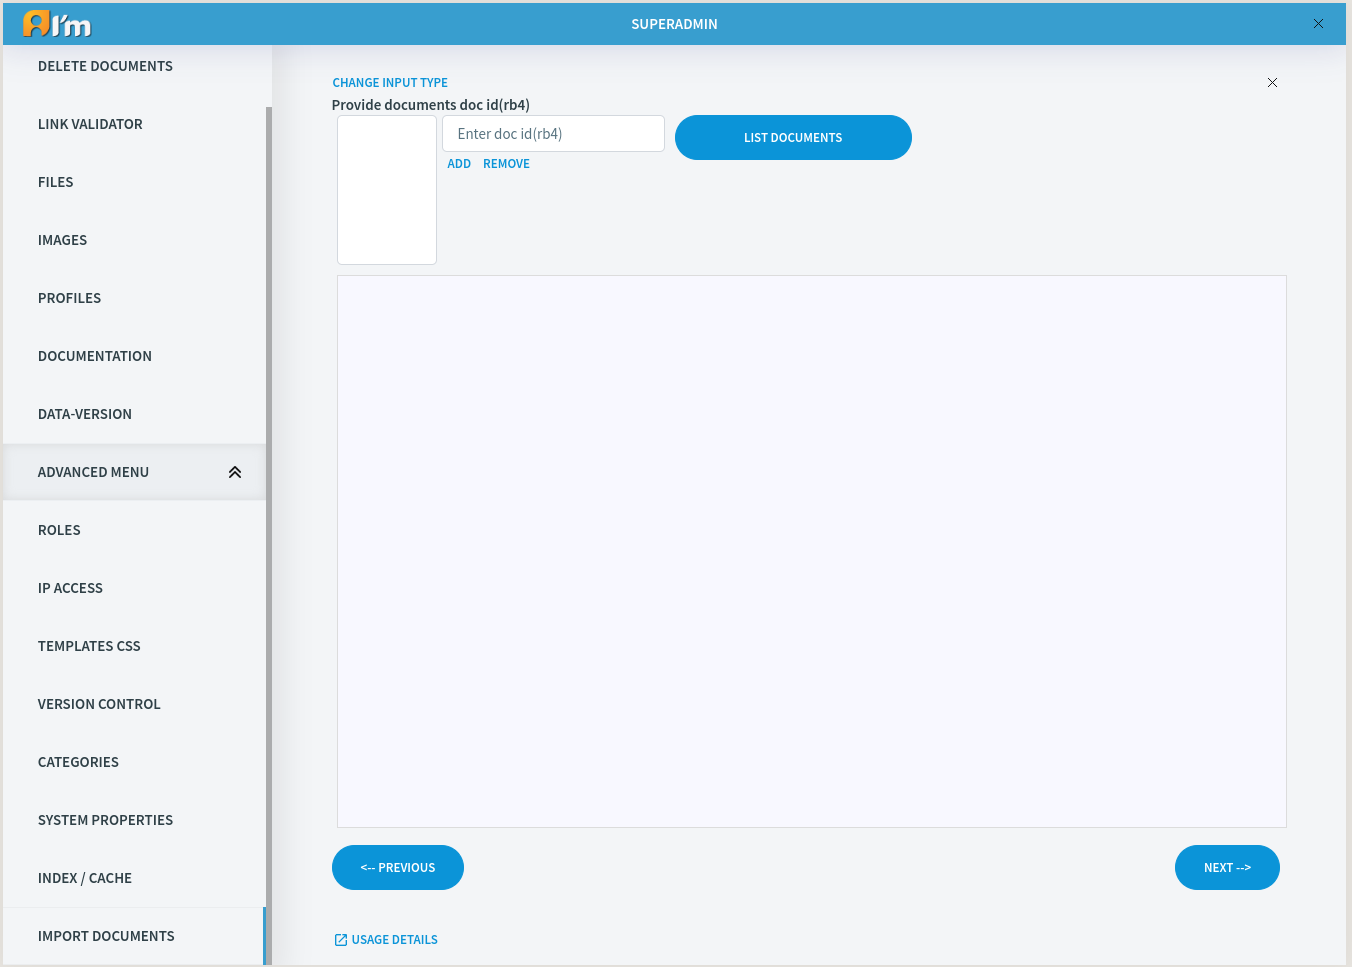 I'm
SUPERADMIN
DELETE DOCUMENTS
LINK VALIDATOR
FILES
IMAGES
PROFILES
DOCUMENTATION
DATA-VERSION
ADVANCED MENU
ROLES
IP ACCESS
TEMPLATES CSS
VERSION CONTROL
CATEGORIES
SYSTEM PROPERTIES
INDEX / CACHE
IMPORT DOCUMENTS
CHANGE INPUT TYPE
Provide documents doc id(rb4)
Enter doc id(rb4)
LIST DOCUMENTS
ADD REMOVE
<-- PREVIOUS
NEXT -->
USAGE DETAILS